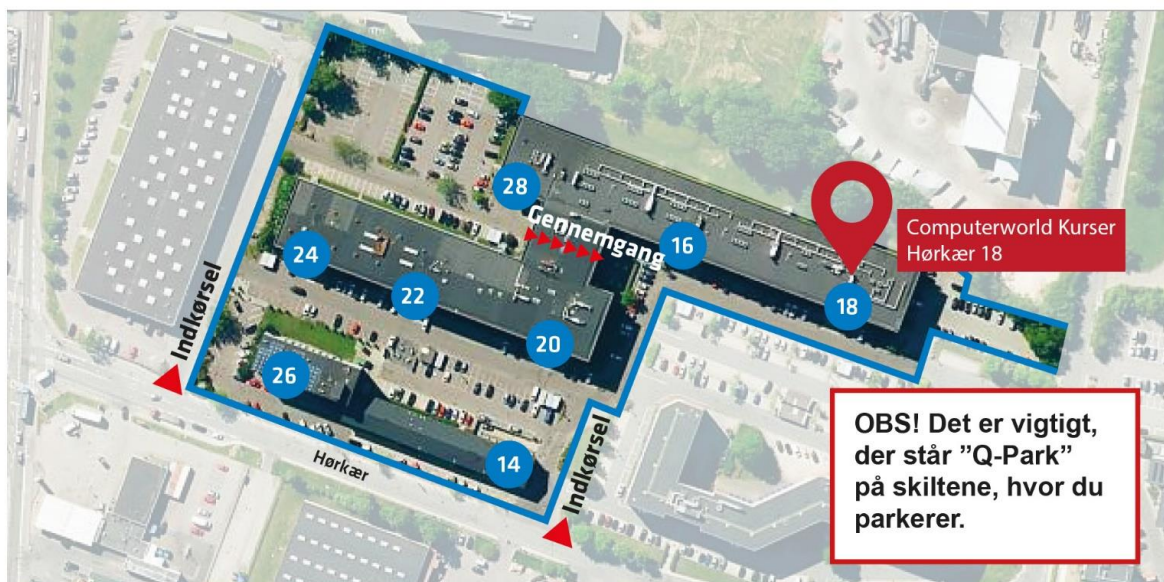 28
Gennemgang
16
Computerworld Kurser
Hørkær 18
24
22
18
Indkørsel
20
26
OBS! Det er vigtigt,
der står ”Q-Park”
på skiltene, hvor du
parkerer.
Indkørsel
14
Hørkær